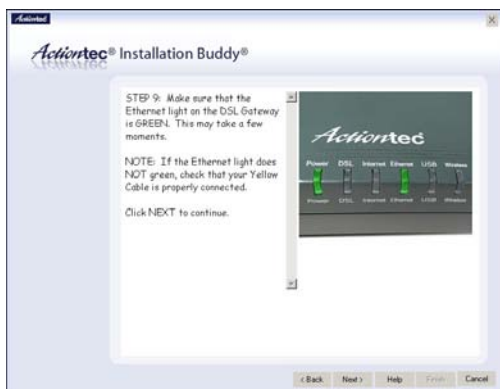 Actiontec
X
Actiontec® Installation Buddy®
STEP 9: Make sure that the
Ethernet light on the DSL Gateway
is GREEN. This may take a few
moments.
NOTE: If the Ethernet light does
NOT green, check that your Yellow
Cable is properly connected.
Click NEXT to continue.
Actiontec
Power DSL Internet Ethernet USB Wireless
Power DSL Internet Ethernet USB Wireless
< Back Next > Help Finish Cancel